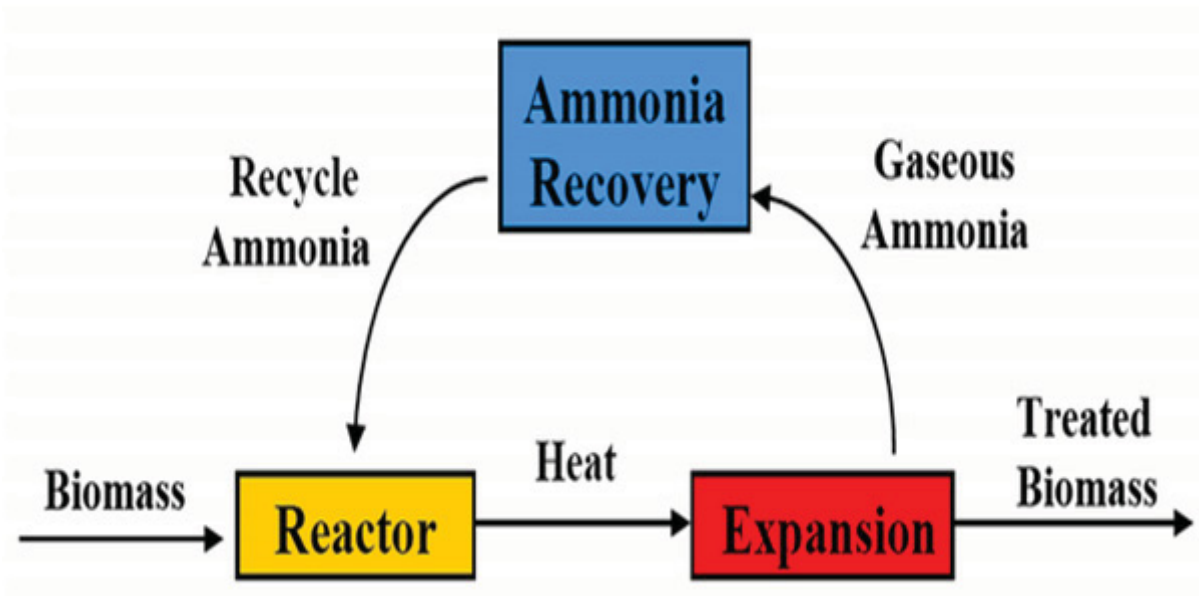 Ammonia
Recovery
Recycle
Ammonia
Gaseous
Ammonia
Biomass
Reactor
Heat
Expansion
Treated
Biomass